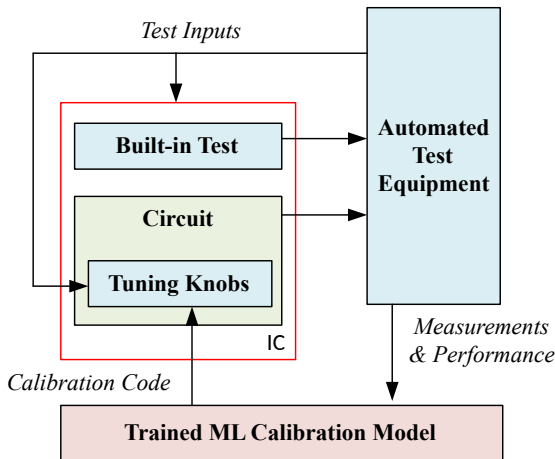 Test Inputs
Built-in Test
Automated
Test
Equipment
Circuit
Tuning Knobs
IC
Measurements
& Performance
Calibration Code
Trained ML Calibration Model